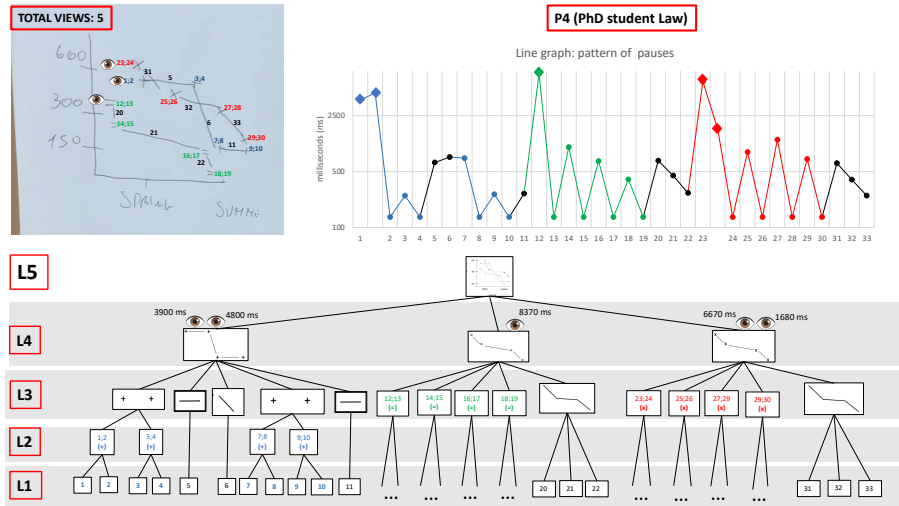 TOTAL VIEWS: 5
P4 (PhD student Law)
600
300
150
SPRING
SUMME
23;24
31
5
3;4
1;2
25;26
32
27;28
12;13
20
6
33
14;15
21
7;8
11
29;30
9;10
16;17
22
18;19
Line graph: pattern of pauses
milliseconds (ms)
2500
500
100
1 2 3 4 5 6 7 8 9 10 11 12 13 14 15 16 17 18 19 20 21 22 23 24 25 26 27 28 29 30 31 32 33
L5
L4
3900 ms
4800 ms
8370 ms
6670 ms
1680 ms
L3
+ +
+ +
12;13 (=)
14;15 (=)
16;17 (=)
18;19 (=)
23;24 (x)
25;26 (x)
27;29 (x)
29;30 (x)
L2
1;2 (+)
3;4 (+)
7;8 (+)
9;10 (+)
L1
1 2 3 4 5 6 7 8 9 10 11 ... ... ... ... 20 21 22 ... ... ... ... 31 32 33